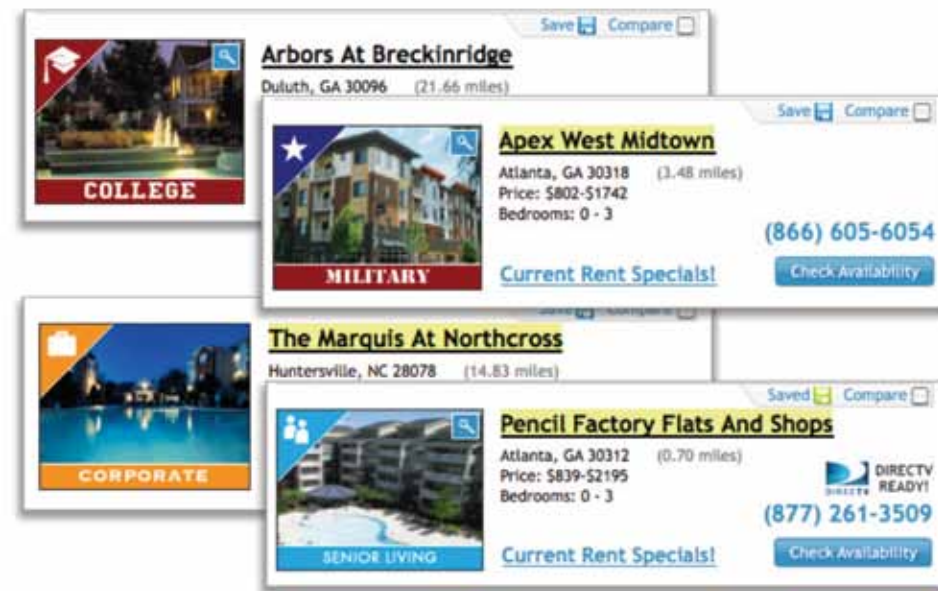 Save Compare
Arbors At Breckinridge
Duluth, GA 30096 (21.66 miles)
COLLEGE
Save Compare
Apex West Midtown
Atlanta, GA 30318 (3.48 miles)
Price: $802-$1742
Bedrooms: 0 - 3
(866) 605-6054
MILITARY
Current Rent Specials!
Check Availability
The Marquis At Northcross
Huntersville, NC 28078 (14.83 miles)
CORPORATE
Saved Compare
Pencil Factory Flats And Shops
Atlanta, GA 30312 (0.70 miles)
Price: $839-$2195
Bedrooms: 0 - 3
DIRECTV
DIRECTV READY!
(877) 261-3509
SENIOR LIVING
Current Rent Specials!
Check Availability